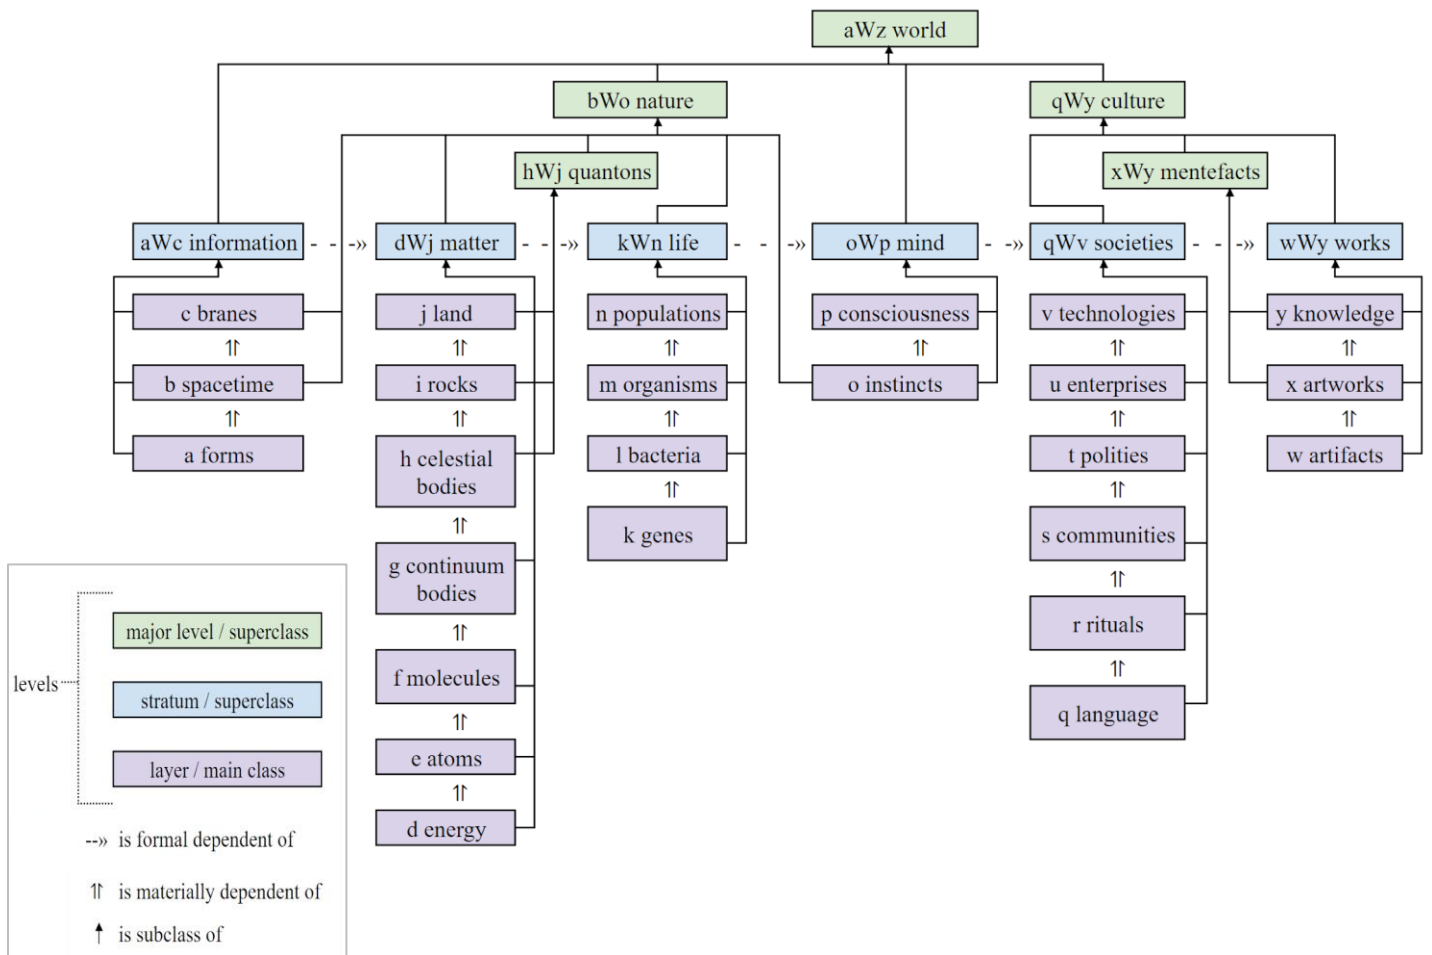 aWz world
bWo nature
qWy culture
hWj quantons
xWy mentefacts
aWc information
dWj matter
kWn life
oWp mind
qWv societies
wWy works
c branes
j land
n populations
p consciousness
v technologies
y knowledge
b spacetime
i rocks
m organisms
o instincts
u enterprises
x artworks
a forms
h celestial
bodies
l bacteria
t polities
w artifacts
g continuum
bodies
k genes
s communities
f molecules
r rituals
e atoms
q language
d energy
levels
major level / superclass
stratum / superclass
layer / main class
--» is formal dependent of
⥮ is materially dependent of
↑ is subclass of